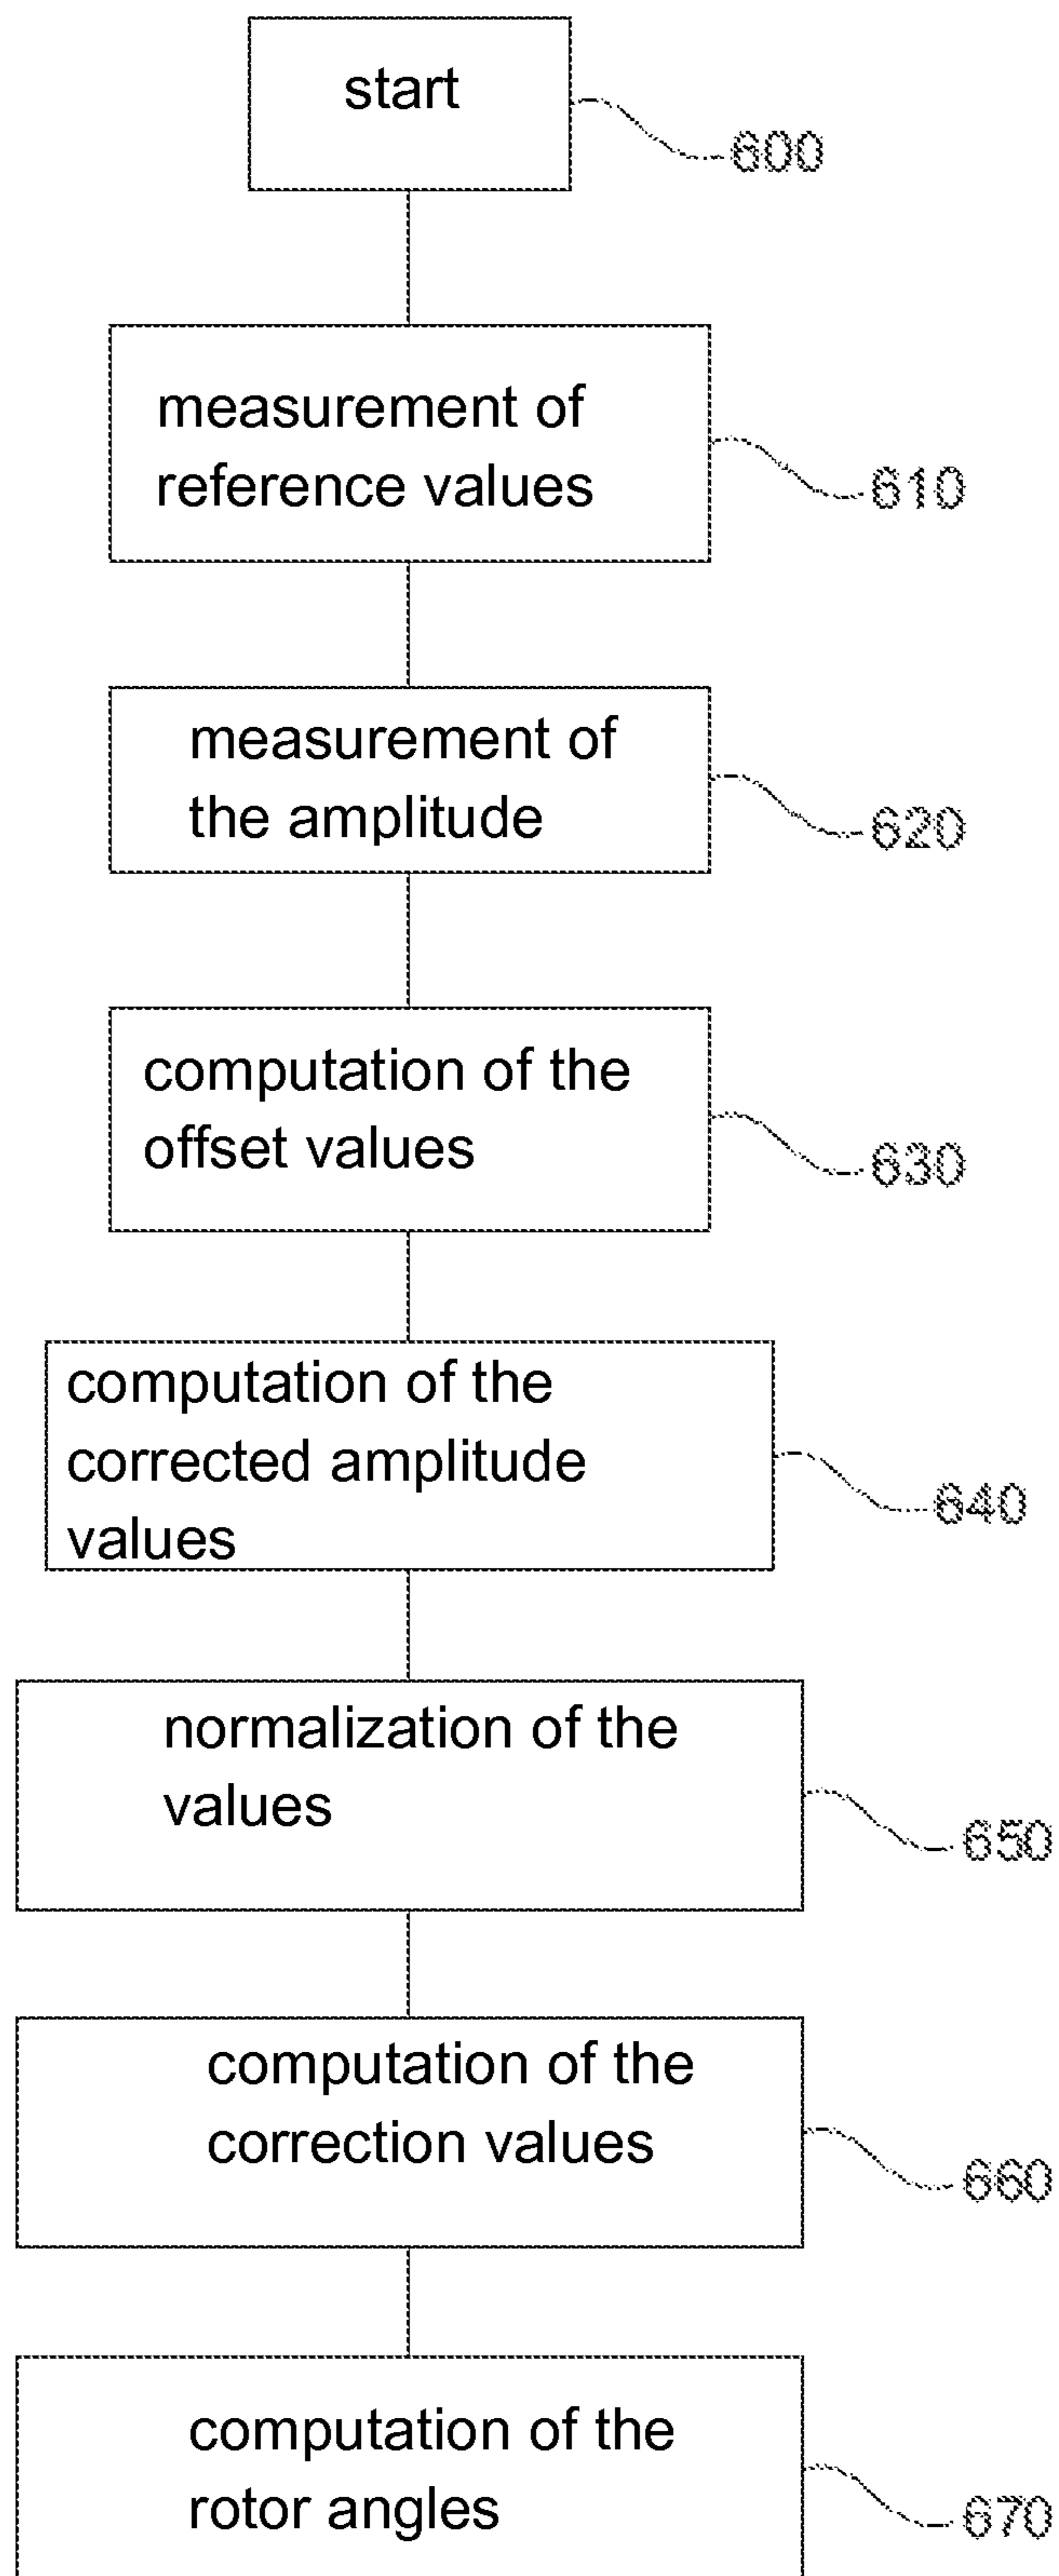 start
600
measurement of
reference values
610
measurement of
the amplitude
620
computation of the
offset values
630
computation of the
corrected amplitude
values
640
normalization of the
values
650
computation of the
correction values
660
computation of the
rotor angles
670